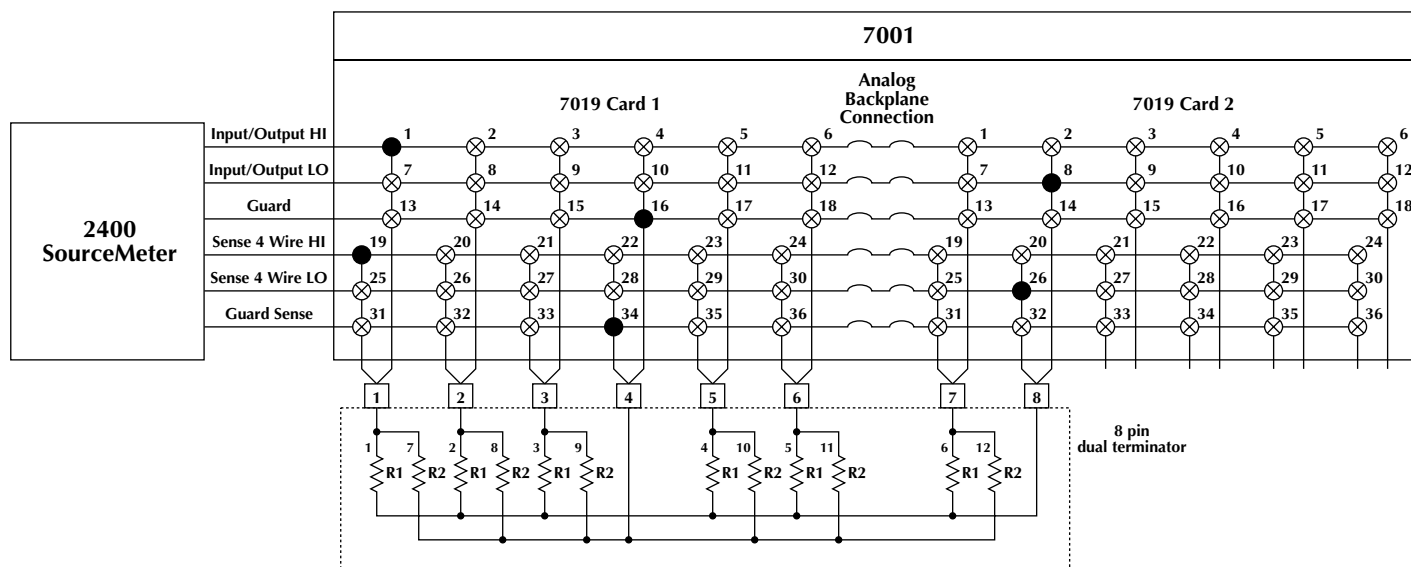 7001
Analog
Backplane
Connection
7019 Card 1
7019 Card 2
2400
SourceMeter
Input/Output HI
1 2 3 4 5 6 1 2 3 4 5 6
Input/Output LO
7 8 9 10 11 12 7 8 9 10 11 12
Guard
13 14 15 16 17 18 13 14 15 16 17 18
Sense 4 Wire HI
19 20 21 22 23 24 19 20 21 22 23 24
Sense 4 Wire LO
25 26 27 28 29 30 25 26 27 28 29 30
Guard Sense
31 32 33 34 35 36 31 32 33 34 35 36
1 2 3 4 5 6 7 8
8 pin
dual terminator
1 7 2 8 3 9 4 10 5 11 6 12
R1 R2 R1 R2 R1 R2 R1 R2 R1 R2 R1 R2